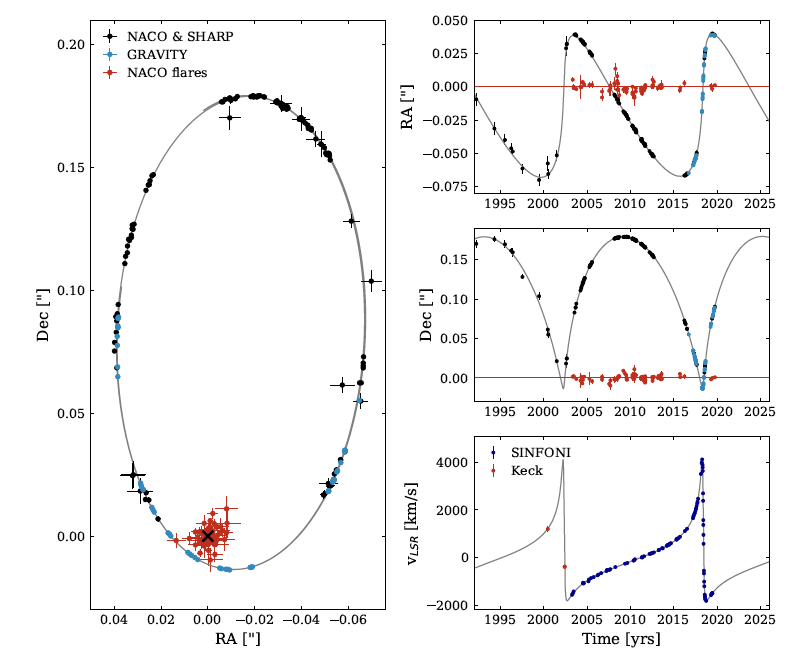 NACO & SHARP
GRAVITY
NACO flares
0.20
0.15
0.10
0.05
0.00
Dec ["]
0.04 0.02 0.00 −0.02 −0.04 −0.06
RA ["]
0.050
0.025
0.000
−0.025
−0.050
−0.075
RA ["]
1995 2000 2005 2010 2015 2020 2025
0.15
0.10
0.05
0.00
Dec ["]
1995 2000 2005 2010 2015 2020 2025
SINFONI
Keck
4000
2000
0
−2000
vLSR [km/s]
1995 2000 2005 2010 2015 2020 2025
Time [yrs]